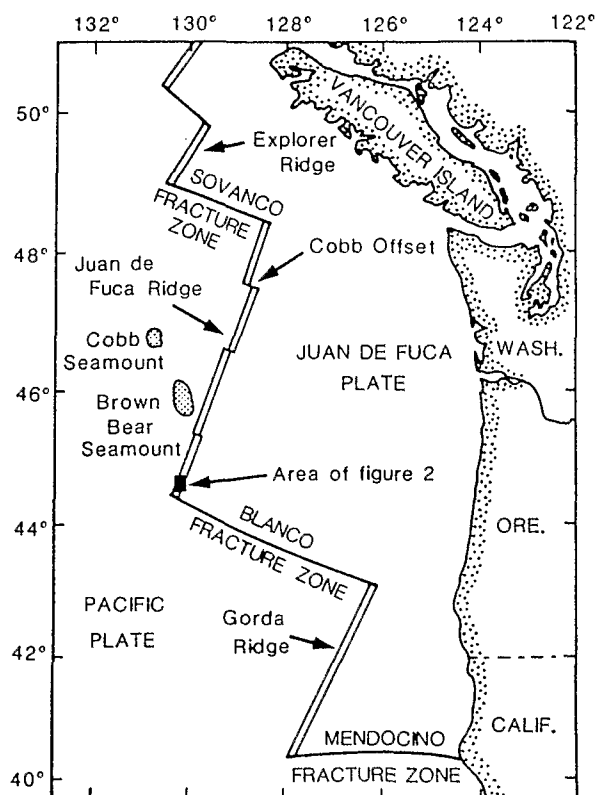 132° 130° 128° 126° 124° 122°
50°
48°
46°
44°
42°
40°
Explorer
Ridge
VANCOUVER ISLAND
SOVANCO
FRACTURE
ZONE
Cobb Offset
Juan de
Fuca Ridge
Cobb
Seamount
JUAN DE FUCA
PLATE
WASH.
Brown
Bear
Seamount
Area of figure 2
BLANCO
FRACTURE ZONE
ORE.
PACIFIC
PLATE
Gorda
Ridge
MENDOCINO
FRACTURE ZONE
CALIF.